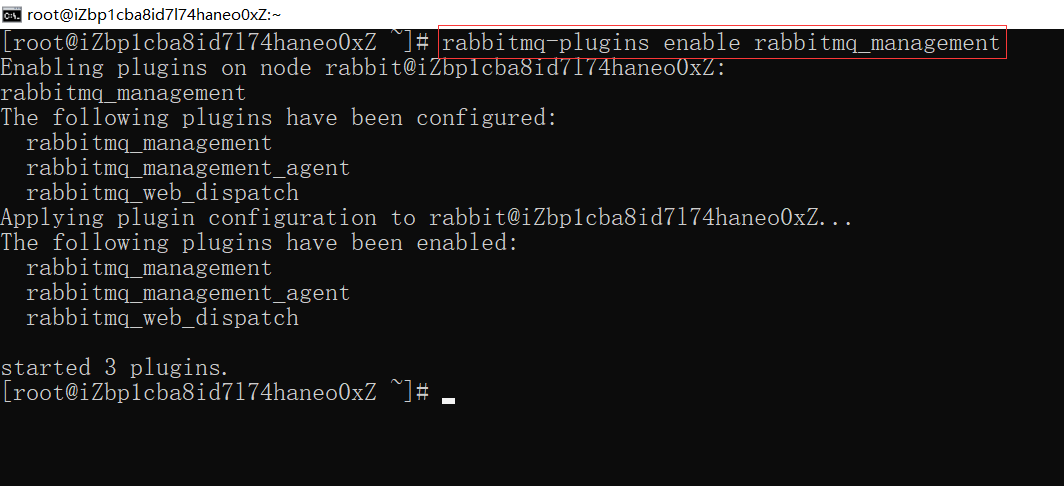 root@iZbp1cba8id7l74haneo0xZ:~
[root@iZbp1cba8id7l74haneo0xZ ~]# rabbitmq-plugins enable rabbitmq_management
Enabling plugins on node rabbit@iZbp1cba8id7l74haneo0xZ:
rabbitmq_management
The following plugins have been configured:
  rabbitmq_management
  rabbitmq_management_agent
  rabbitmq_web_dispatch
Applying plugin configuration to rabbit@iZbp1cba8id7l74haneo0xZ...
The following plugins have been enabled:
  rabbitmq_management
  rabbitmq_management_agent
  rabbitmq_web_dispatch

started 3 plugins.
[root@iZbp1cba8id7l74haneo0xZ ~]#